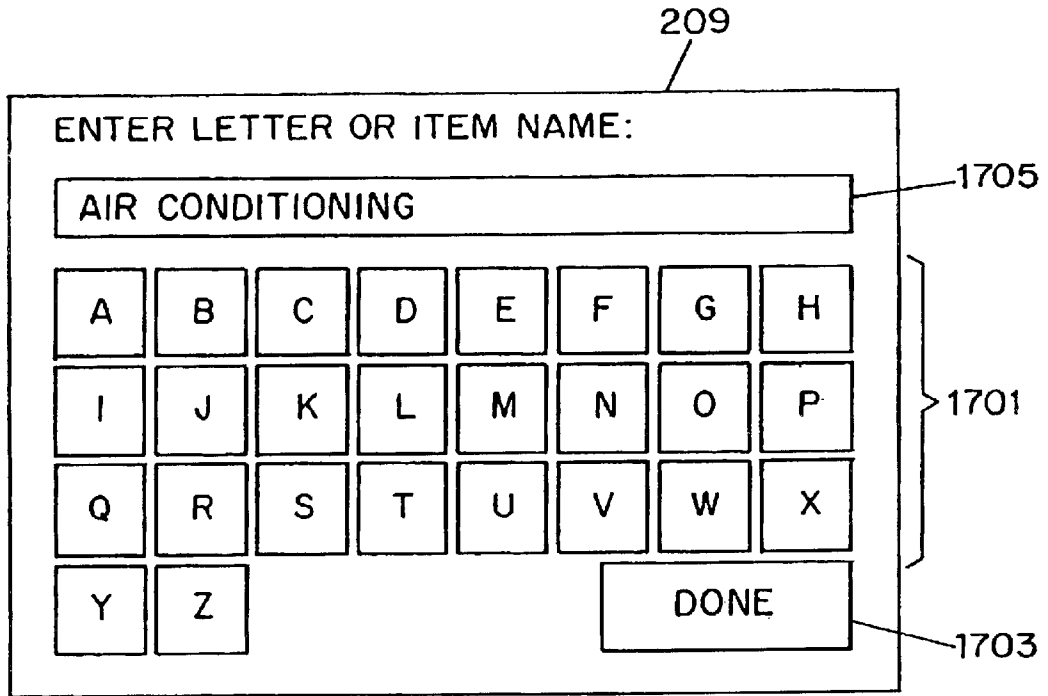 209
ENTER LETTER OR ITEM NAME:
AIR CONDITIONING
1705
A B C D E F G H
I J K L M N O P
1701
Q R S T U V W X
Y Z DONE
1703